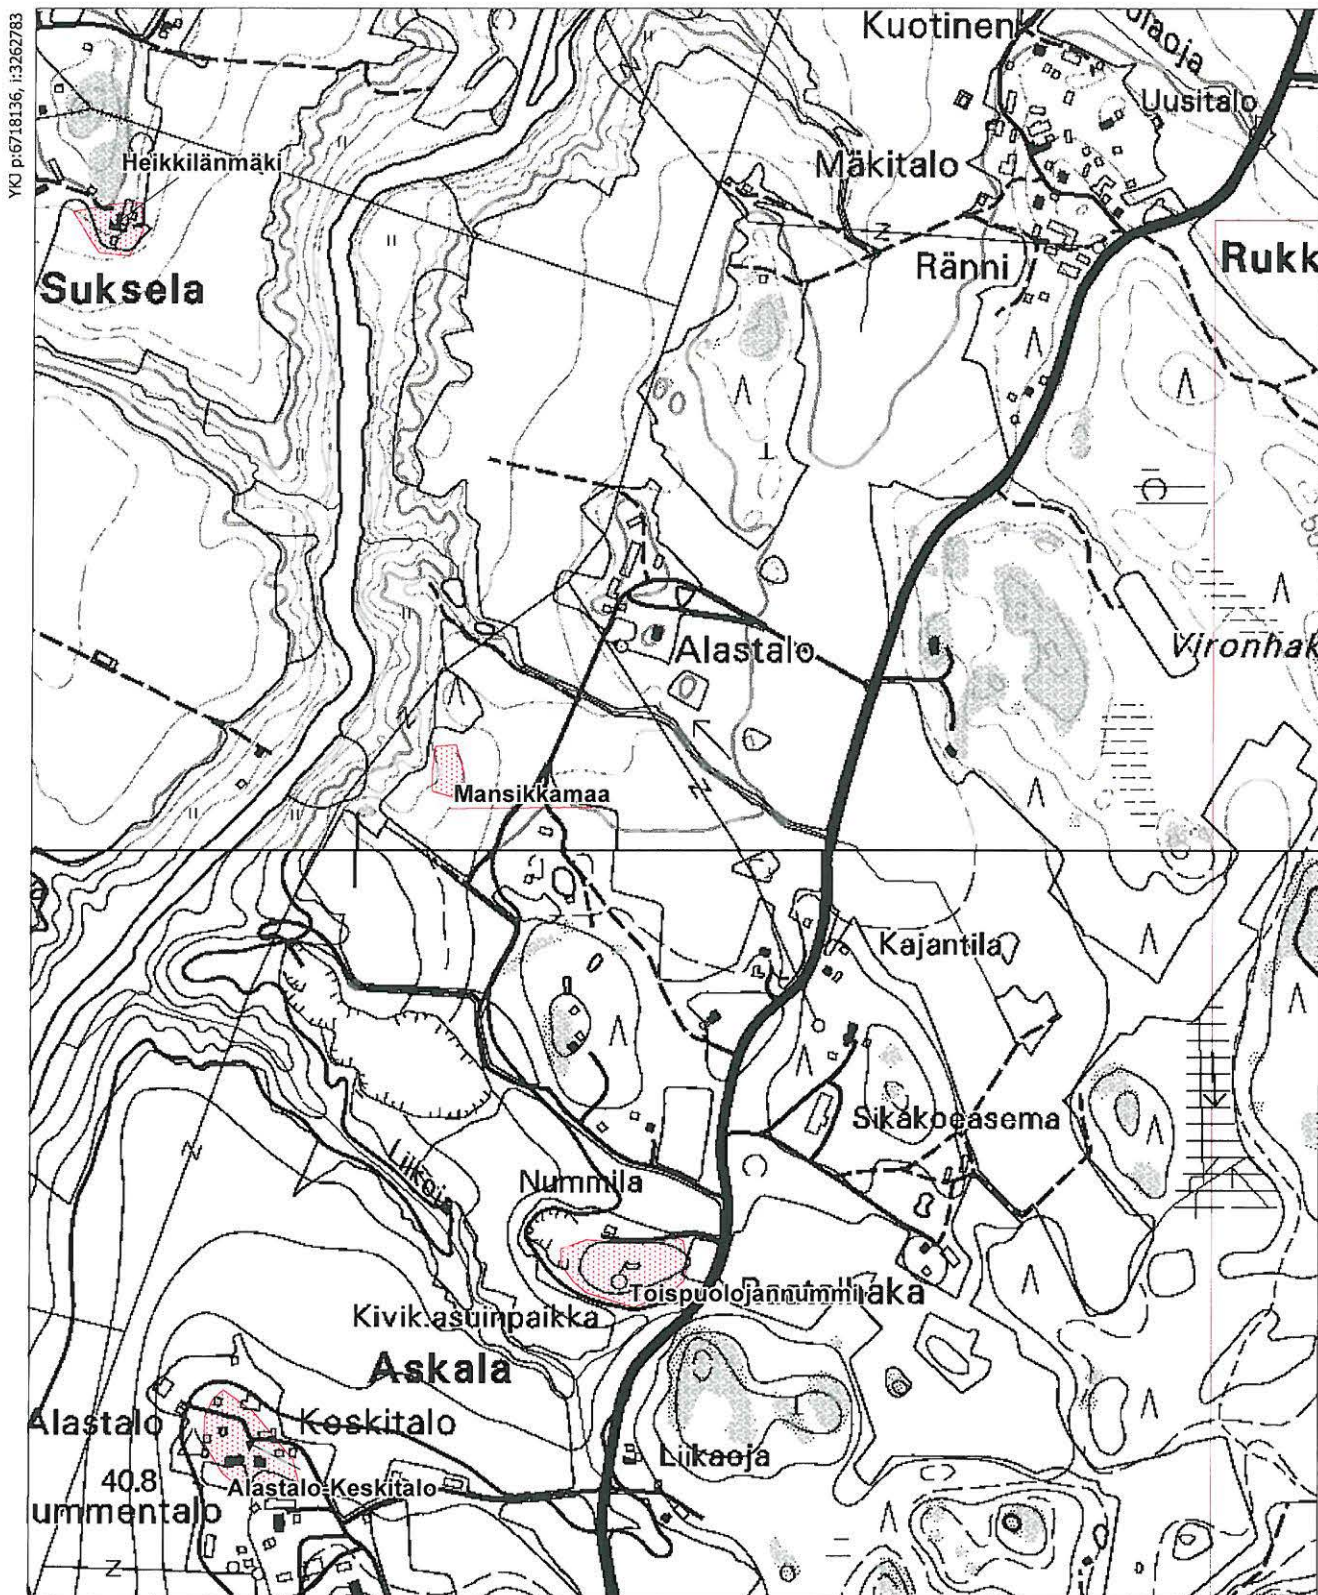 YKJ p:6718136, i:3262783
Kuotinen
Uusitalo
Heikkilänmäki
Mäkitalo
Ränni
Rukk
Suksela
Alastalo
Vironhak
Mansikkamaa
Kajantila
Sikakoeasema
Liikoja
Nummila
Toispuolojannummi
aka
Kivik.asuinpaikka
Askala
Alastalo
Keskitalo
Liikaoja
40.8
Alastalo-Keskitalo
ummentalo